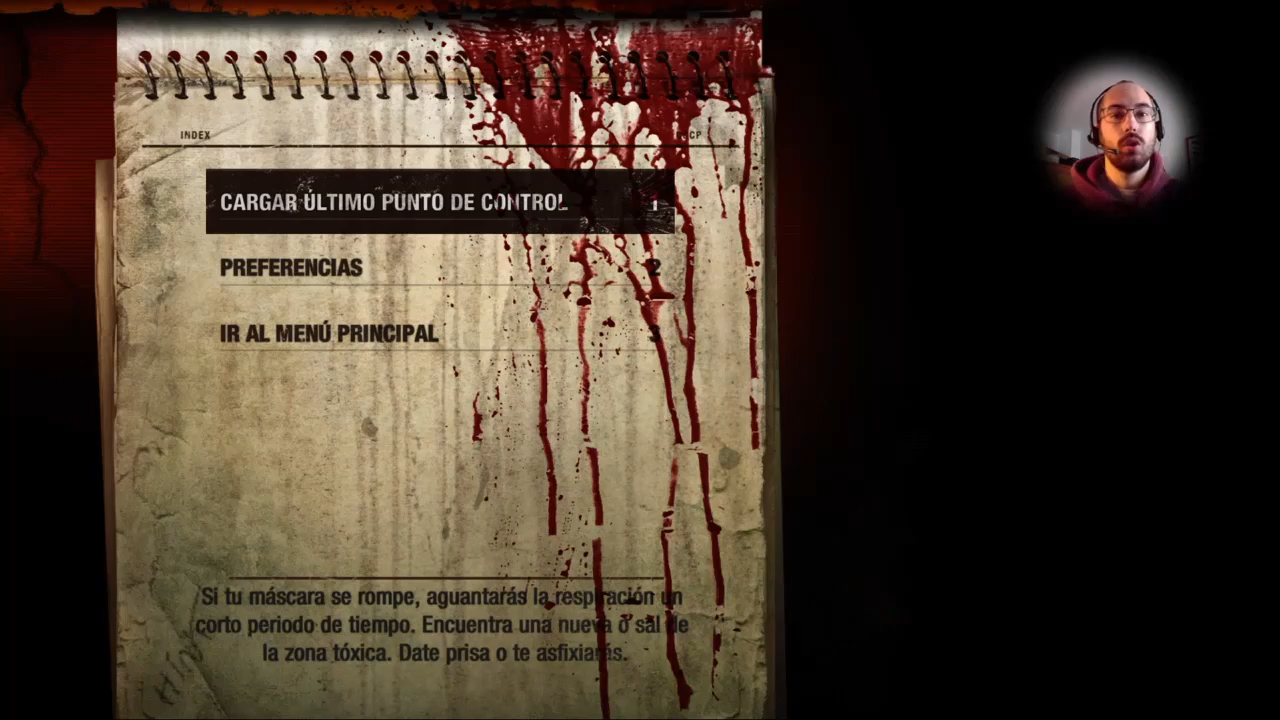 INDEX
CARGAR ÚLTIMO PUNTO DE CONTROL 1
PREFERENCIAS 2
IR AL MENÚ PRINCIPAL 3
Si tu máscara se rompe, aguantarás la respiración un
corto periodo de tiempo. Encuentra una nueva o sal de
la zona tóxica. Date prisa o te asfixiarás.